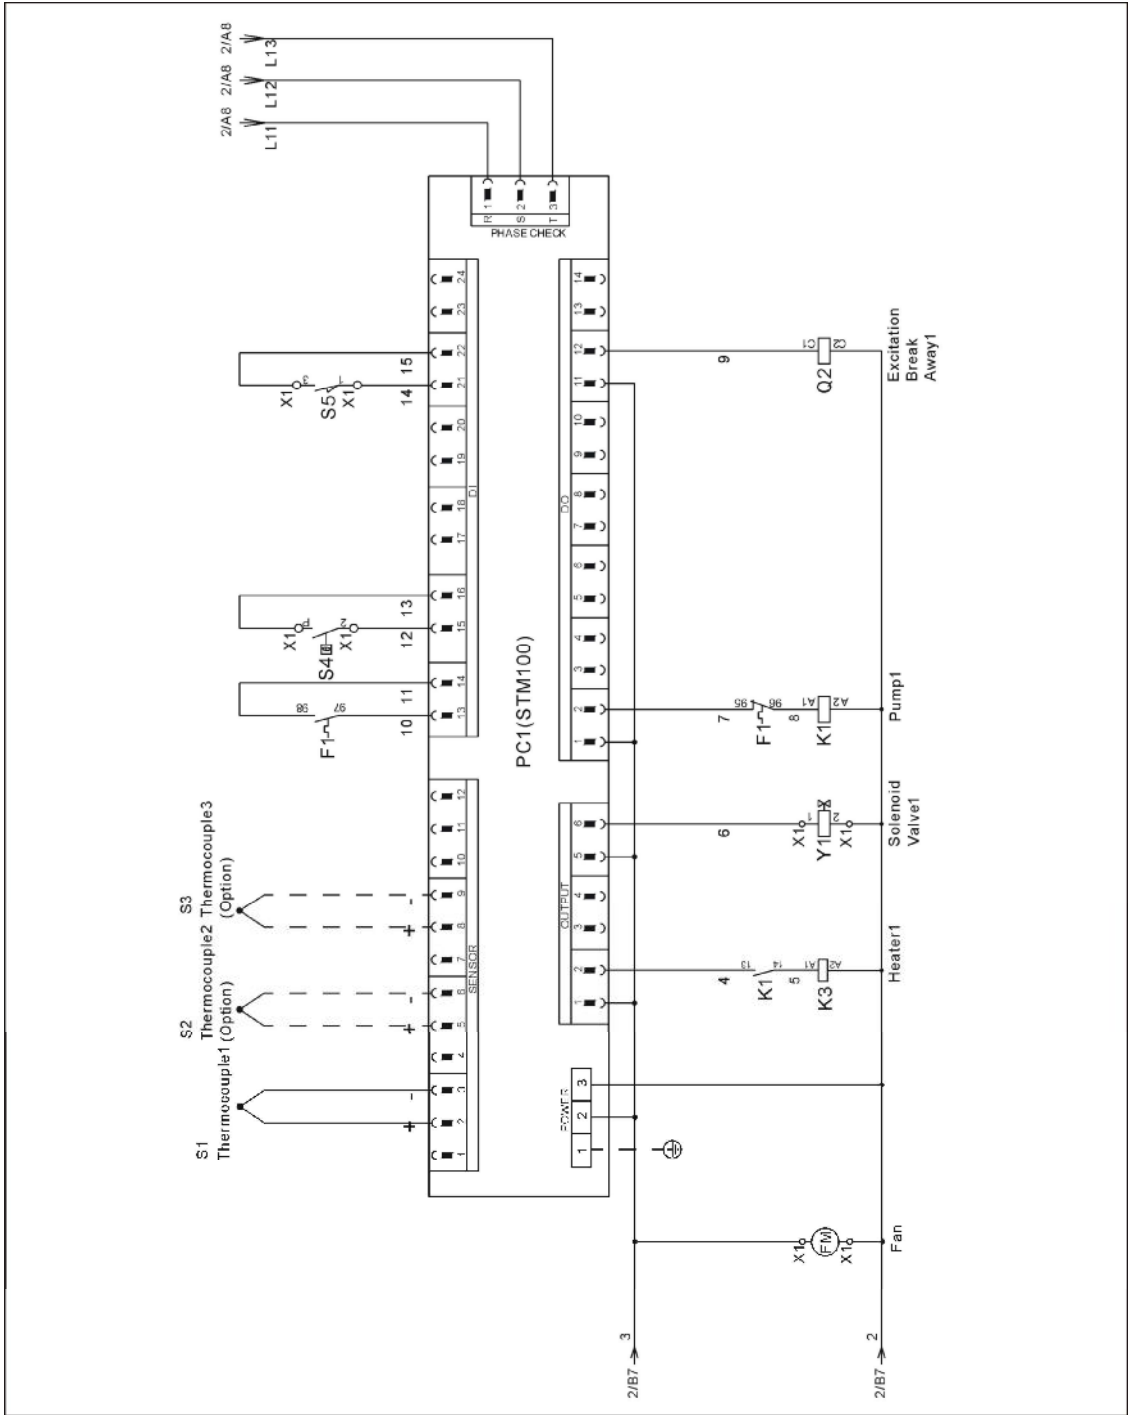 2/A8
L13
2/A8
L12
2/A8
L11
R 1
S 2
T 3
PHASE CHECK
24
23
22
21
20
19
18
17
16
15
14
13
DI
15
14
X1
3
S5
1
X1
13
12
X1
P
S4
2
X1
11
10
98
97
F1
PC1(STM100)
14
13
12
11
10
9
8
7
6
5
4
3
2
1
DO
9
C1
C2
Q2
Excitation
Break
Away1
7
95
96
F1
8
A1
A2
K1
Pump1
12
11
10
9
8
7
6
5
4
3
2
1
SENSOR
S3
Thermocouple3
(Option)
-
+
S2
Thermocouple2
(Option)
-
+
S1
Thermocouple1
-
+
6
5
4
3
2
1
OUTPUT
6
X1
1
Y1
2
X1
Solenoid
Valve1
4
13
14
K1
5
A1
A2
K3
Heater1
POWER
3
2
1
X1
FM
X1
Fan
3
2/B7
2
2/B7